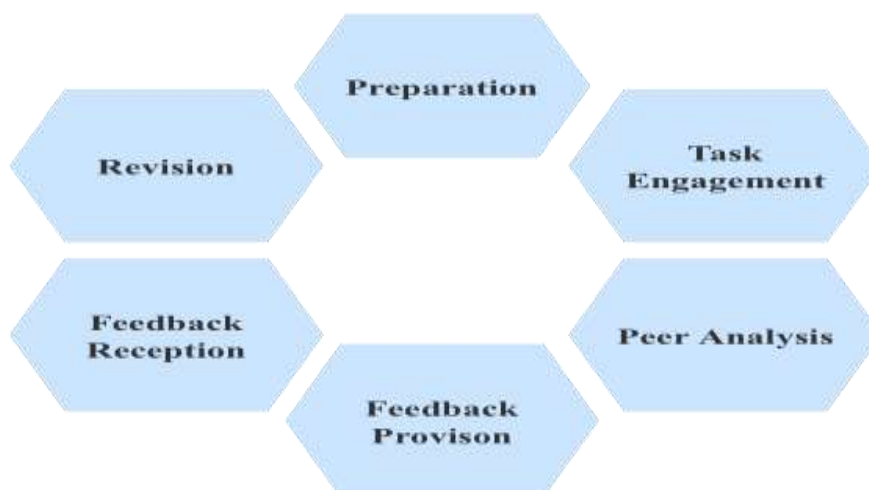 Preparation
Revision
Task
Engagement
Feedback
Reception
Peer Analysis
Feedback
Provison